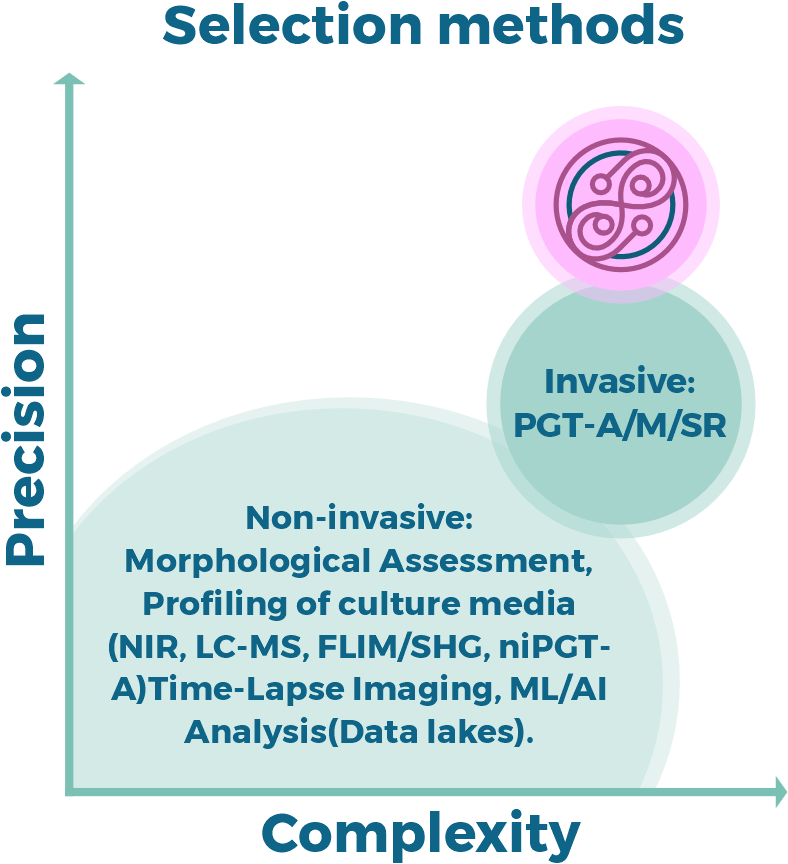 Selection methods
Precision
Invasive:
PGT-A/M/SR
Non-invasive:
Morphological Assessment,
Profiling of culture media
(NIR, LC-MS, FLIM/SHG, niPGT-
A)Time-Lapse Imaging, ML/AI
Analysis(Data lakes).
Complexity